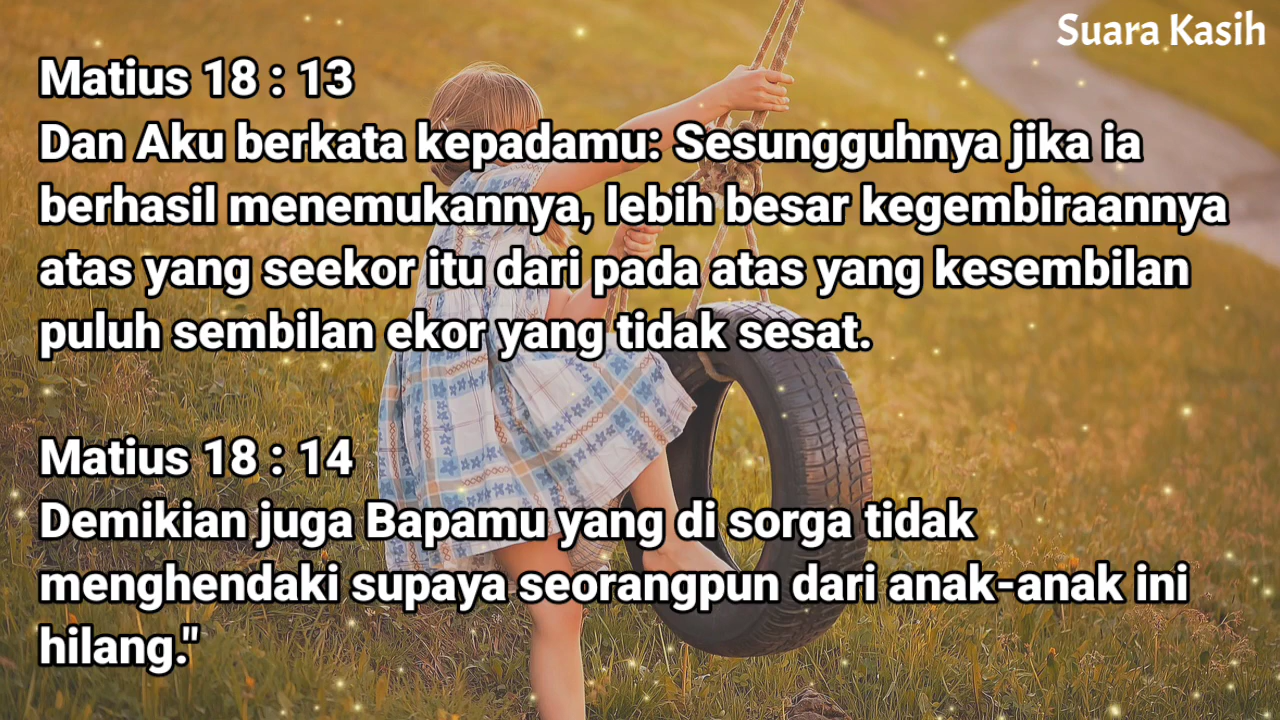 Suara Kasih
Matius 18 : 13
Dan Aku berkata kepadamu: Sesungguhnya jika ia
berhasil menemukannya, lebih besar kegembiraannya
atas yang seekor itu dari pada atas yang kesembilan
puluh sembilan ekor yang tidak sesat.
Matius 18 : 14
Demikian juga Bapamu yang di sorga tidak
menghendaki supaya seorangpun dari anak-anak ini
hilang."